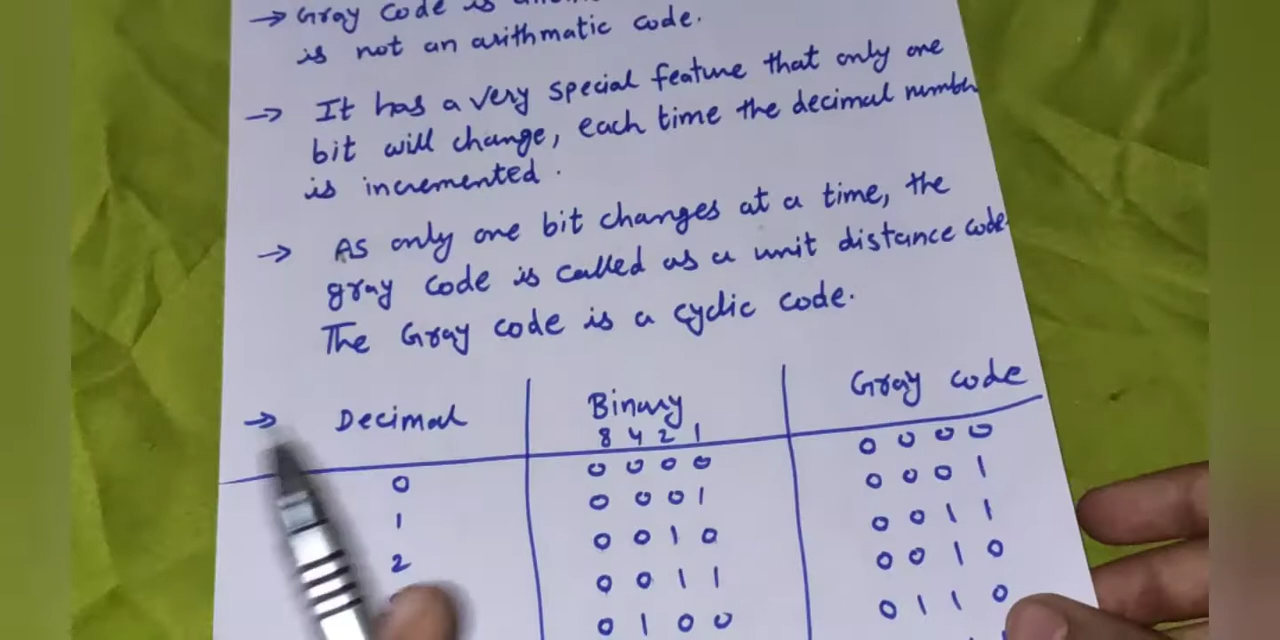 → Gray code is
is not an arithmatic code.
→ It has a very special feature that only one
bit will change, each time the decimal numbe
is incremented.
→ As only one bit changes at a time, the
gray code is called as a unit distance code.
The Gray code is a cyclic code.
→ Decimal Binary Gray code
8 4 2 1
0 0 0 0 0 0 0 0 0
1 0 0 0 1 0 0 0 1
2 0 0 1 0 0 0 1 1
0 0 1 1 0 0 1 0
0 1 0 0 0 1 1 0